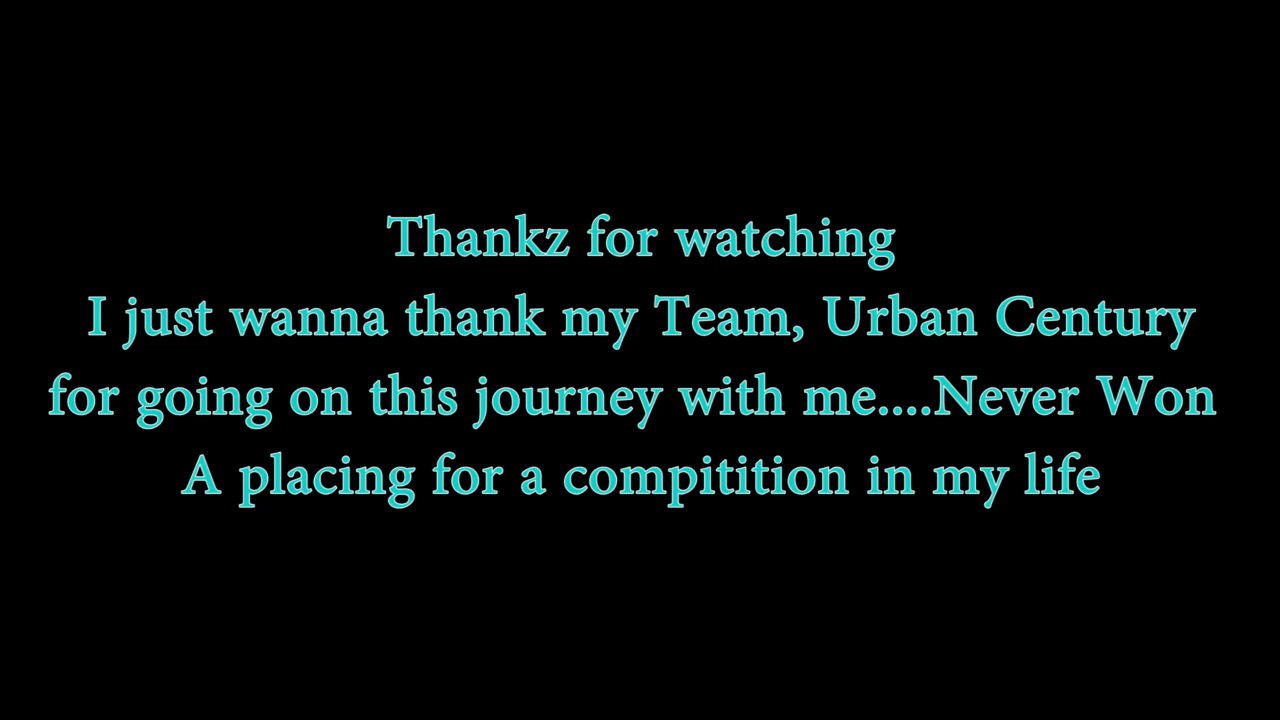 Thankz for watching
I just wanna thank my Team, Urban Century
for going on this journey with me....Never Won
A placing for a compitition in my life